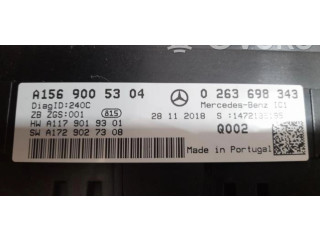 A156 900 53 04
0 263 698 343
DiagID:240C
Mercedes-Benz IC1
ZB ZGS:001
815
28 11 2018
HW A117 901 93 01
Q002
SW A172 902 73 08
Made in Portugal